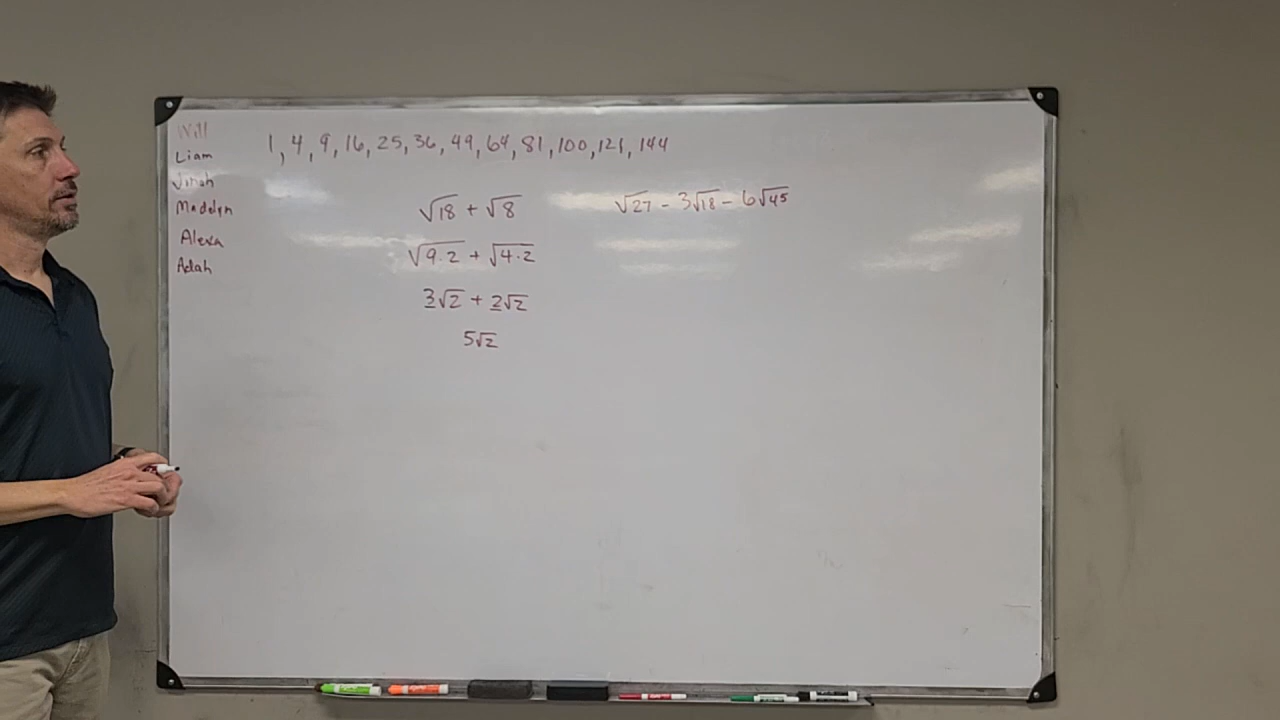 Will
Liam
Jinah
Madelyn
Alexa
Adah
1, 4, 9, 16, 25, 36, 49, 64, 81, 100, 121, 144
√18 + √8
√9·2 + √4·2
3√2 + 2√2
5√2
√27 - 3√18 - 6√45